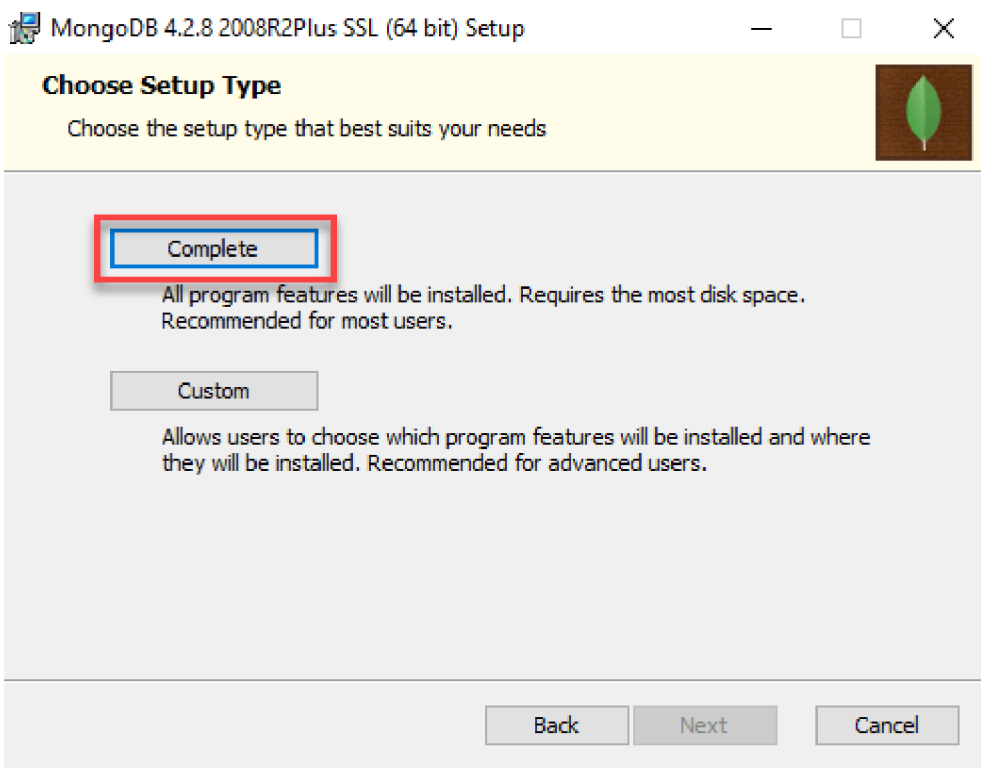 MongoDB 4.2.8 2008R2Plus SSL (64 bit) Setup
Choose Setup Type
Choose the setup type that best suits your needs
Complete
All program features will be installed. Requires the most disk space.
Recommended for most users.
Custom
Allows users to choose which program features will be installed and where
they will be installed. Recommended for advanced users.
Back
Next
Cancel